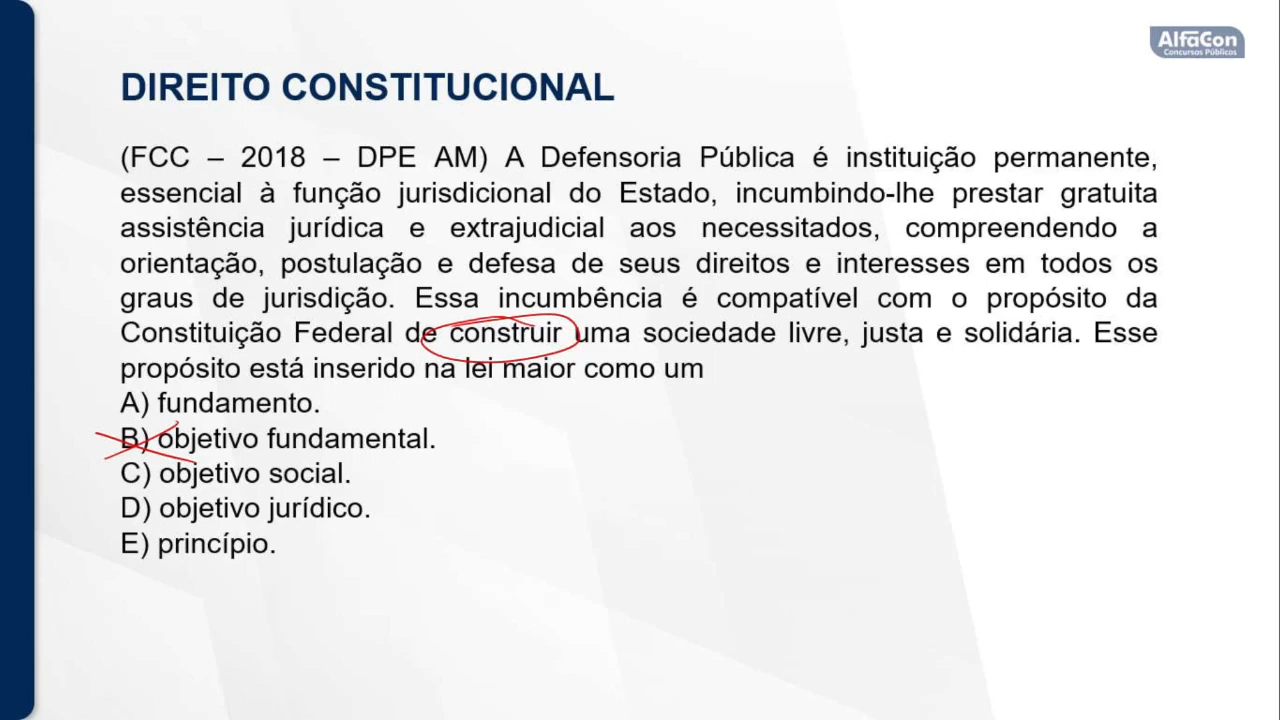 AlfaCon
Concursos Públicos
DIREITO CONSTITUCIONAL
(FCC – 2018 – DPE AM) A Defensoria Pública é instituição permanente,
essencial à função jurisdicional do Estado, incumbindo-lhe prestar gratuita
assistência jurídica e extrajudicial aos necessitados, compreendendo a
orientação, postulação e defesa de seus direitos e interesses em todos os
graus de jurisdição. Essa incumbência é compatível com o propósito da
Constituição Federal de construir uma sociedade livre, justa e solidária. Esse
propósito está inserido na lei maior como um
A) fundamento.
B) objetivo fundamental.
C) objetivo social.
D) objetivo jurídico.
E) princípio.